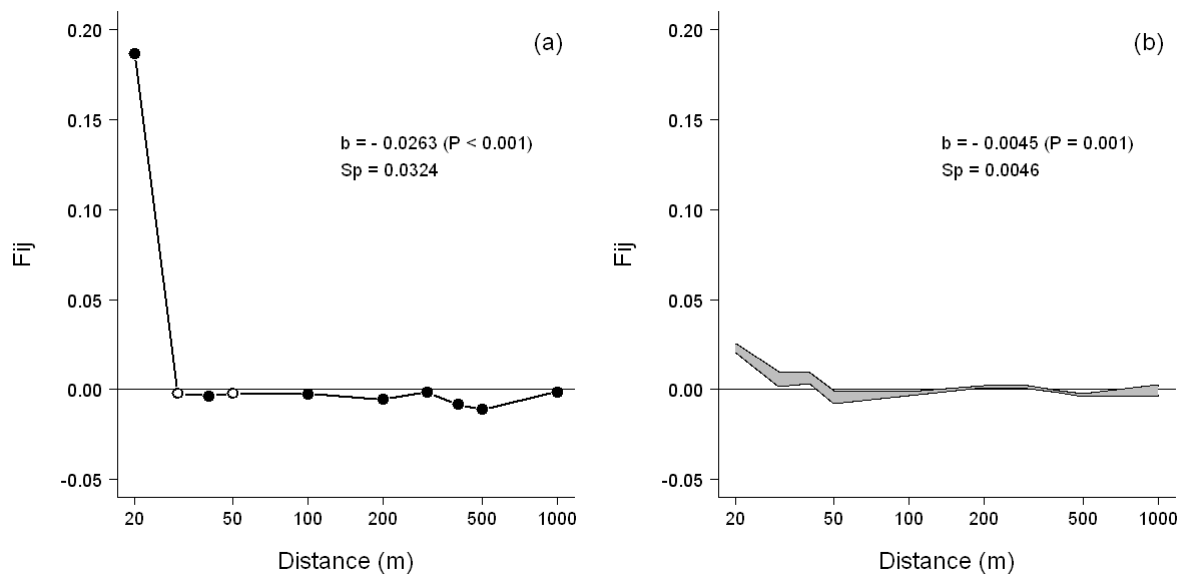 (a)
0.20
0.15
0.10
0.05
0.00
-0.05
Fij
b = - 0.0263 (P < 0.001)
Sp = 0.0324
20 50 100 200 500 1000
Distance (m)
(b)
0.20
0.15
0.10
0.05
0.00
-0.05
Fij
b = - 0.0045 (P = 0.001)
Sp = 0.0046
20 50 100 200 500 1000
Distance (m)